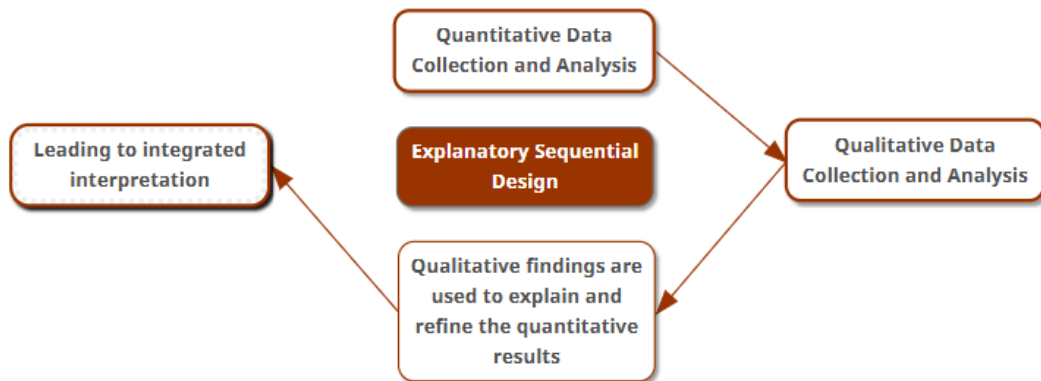 Quantitative Data
Collection and Analysis
Explanatory Sequential
Design
Qualitative Data
Collection and Analysis
Qualitative findings are
used to explain and
refine the quantitative
results
Leading to integrated
interpretation